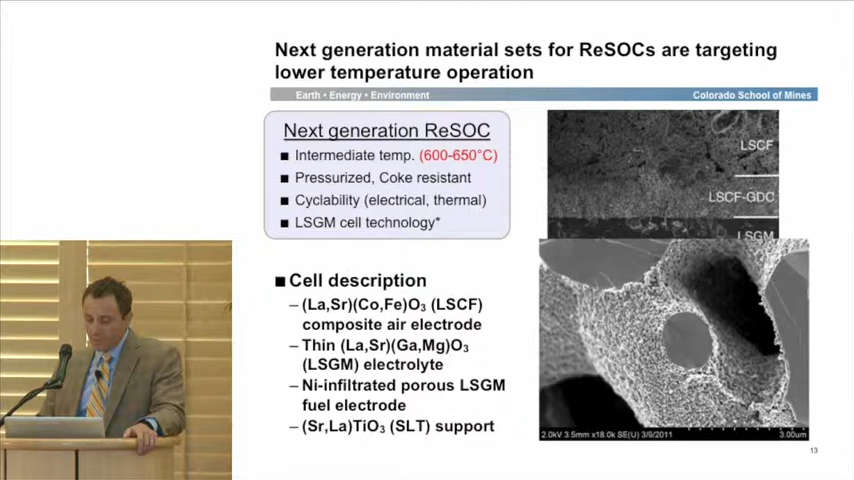 Next generation material sets for ReSOCs are targeting
lower temperature operation
Earth • Energy • Environment
Colorado School of Mines
Next generation ReSOC
■ Intermediate temp. (600-650°C)
■ Pressurized, Coke resistant
■ Cyclability (electrical, thermal)
■ LSGM cell technology*
LSCF
LSCF-GDC
LSGM
■ Cell description
– (La,Sr)(Co,Fe)O₃ (LSCF)
composite air electrode
– Thin (La,Sr)(Ga,Mg)O₃
(LSGM) electrolyte
– Ni-infiltrated porous LSGM
fuel electrode
– (Sr,La)TiO₃ (SLT) support
2.0kV 3.5mm x18.0k SE(U) 3/9/2011
3.00um
13